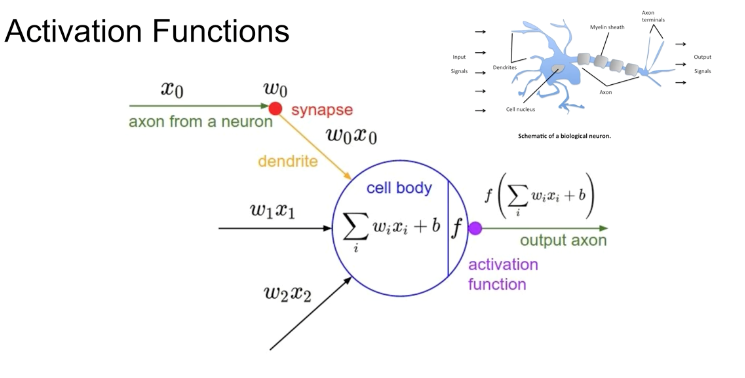 Activation Functions
Axon
terminals
Myelin sheath
Input
Signals
Dendrites
Output
Signals
Axon
Cell nucleus
Schematic of a biological neuron.
x₀
w₀
synapse
axon from a neuron
w₀x₀
dendrite
cell body
f(∑ᵢ wᵢxᵢ + b)
w₁x₁
∑ᵢ wᵢxᵢ + b
f
output axon
activation
function
w₂x₂